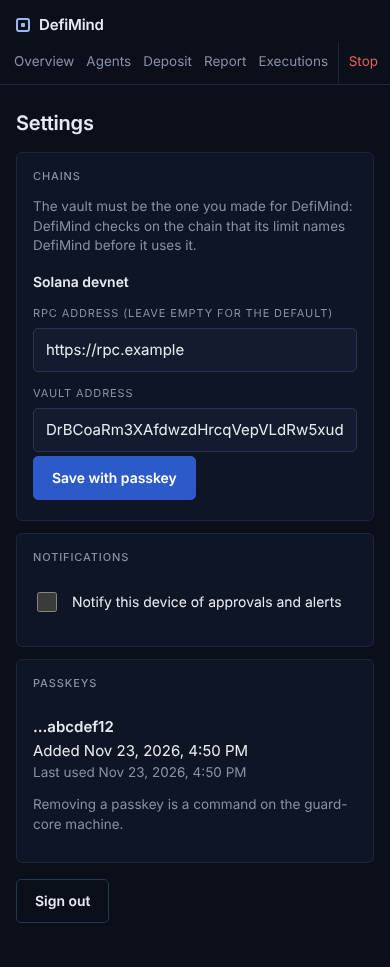 DefiMind
Overview Agents Deposit Report Executions Stop
Settings
CHAINS
The vault must be the one you made for DefiMind:
DefiMind checks on the chain that its limit names
DefiMind before it uses it.
Solana devnet
RPC ADDRESS (LEAVE EMPTY FOR THE DEFAULT)
https://rpc.example
VAULT ADDRESS
DrBCoaRm3XAfdwzdHrcqVepVLdRw5xud
Save with passkey
NOTIFICATIONS
Notify this device of approvals and alerts
PASSKEYS
…abcdef12
Added Nov 23, 2026, 4:50 PM
Last used Nov 23, 2026, 4:50 PM
Removing a passkey is a command on the guard-
core machine.
Sign out